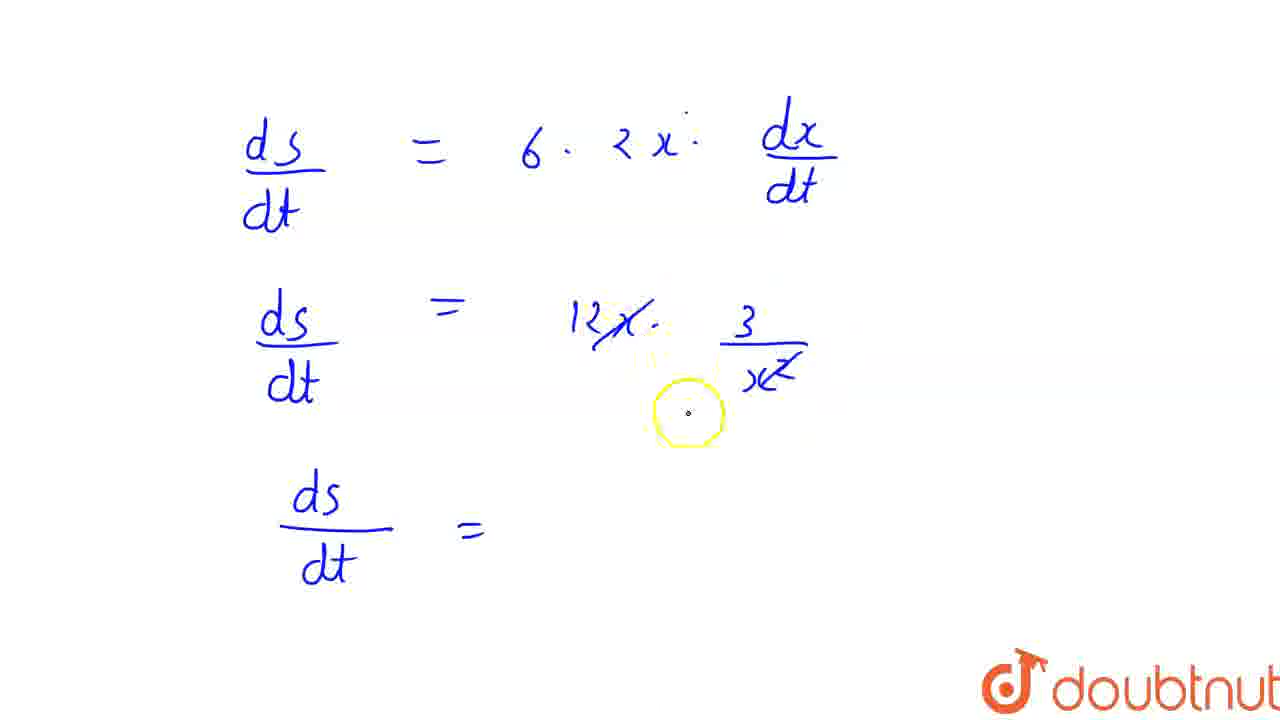 ds/dt = 6 · 2x · dx/dt
ds/dt = 12x · 3/x²
ds/dt =
doubtnut